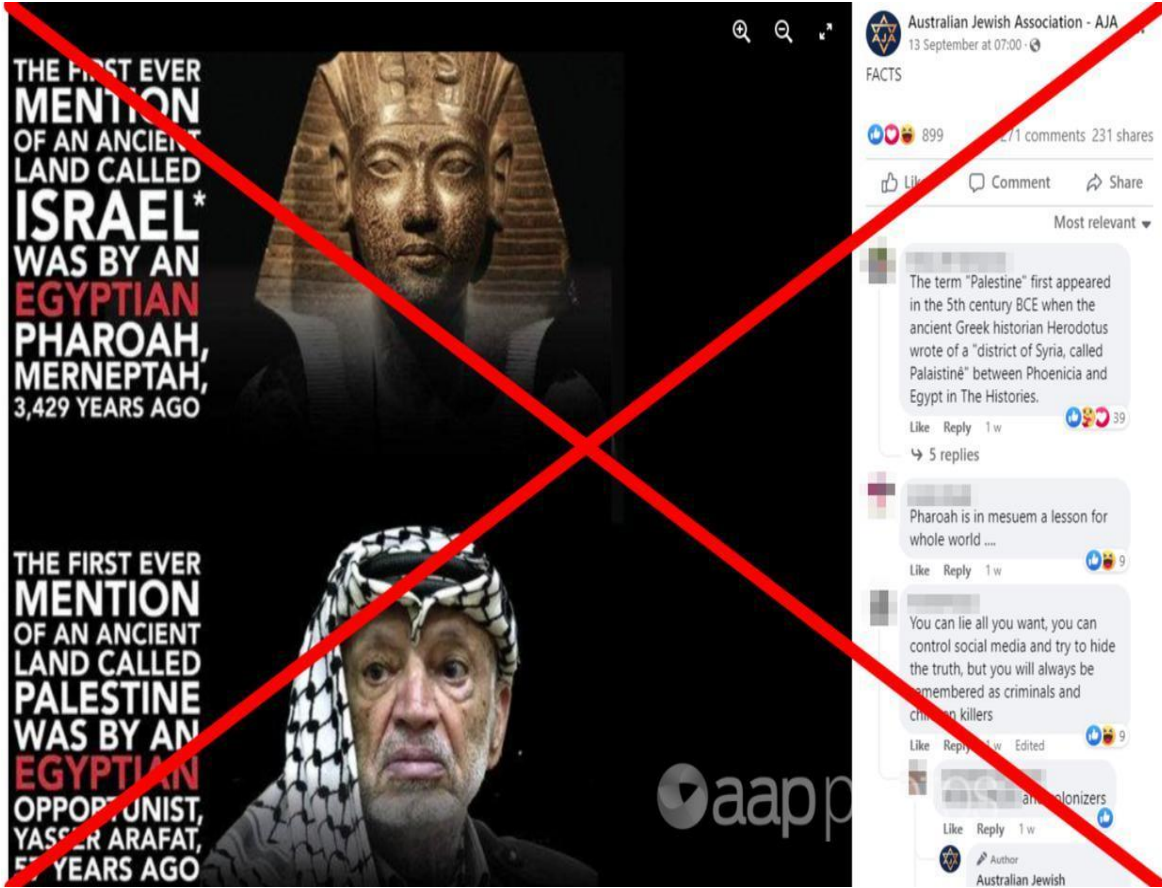 THE FIRST EVER
MENTION
OF AN ANCIENT
LAND CALLED
ISRAEL*
WAS BY AN
EGYPTIAN
PHAROAH,
MERNEPTAH,
3,429 YEARS AGO
THE FIRST EVER
MENTION
OF AN ANCIENT
LAND CALLED
PALESTINE
WAS BY AN
EGYPTIAN
OPPORTUNIST,
YASSER ARAFAT,
57 YEARS AGO
aap
Australian Jewish Association - AJA
AJA
13 September at 07:00
FACTS
899
271 comments 231 shares
Like Comment Share
Most relevant
The term "Palestine" first appeared
in the 5th century BCE when the
ancient Greek historian Herodotus
wrote of a "district of Syria, called
Palaistinê" between Phoenicia and
Egypt in The Histories.
39
Like Reply 1 w
5 replies
Pharoah is in mesuem a lesson for
whole world ....
9
Like Reply 1 w
You can lie all you want, you can
control social media and try to hide
the truth, but you will always be
remembered as criminals and
children killers
9
Like Reply 1 w Edited
and colonizers
Like Reply 1 w
Author
Australian Jewish